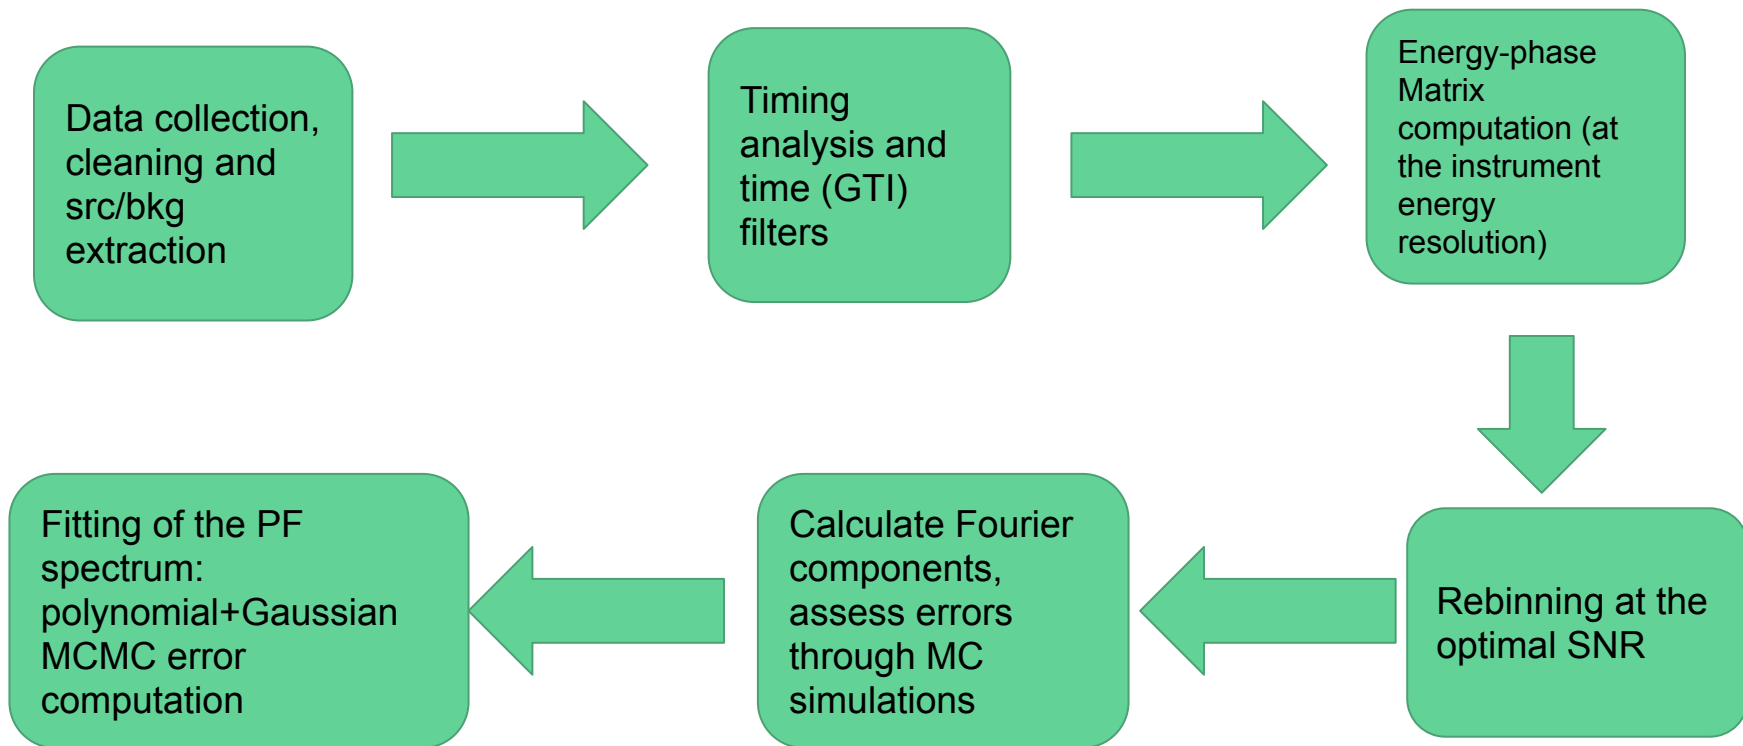 Data collection,
cleaning and
src/bkg
extraction
Timing
analysis and
time (GTI)
filters
Energy-phase
Matrix
computation (at
the instrument
energy
resolution)
Rebinning at the
optimal SNR
Calculate Fourier
components,
assess errors
through MC
simulations
Fitting of the PF
spectrum:
polynomial+Gaussian
MCMC error
computation